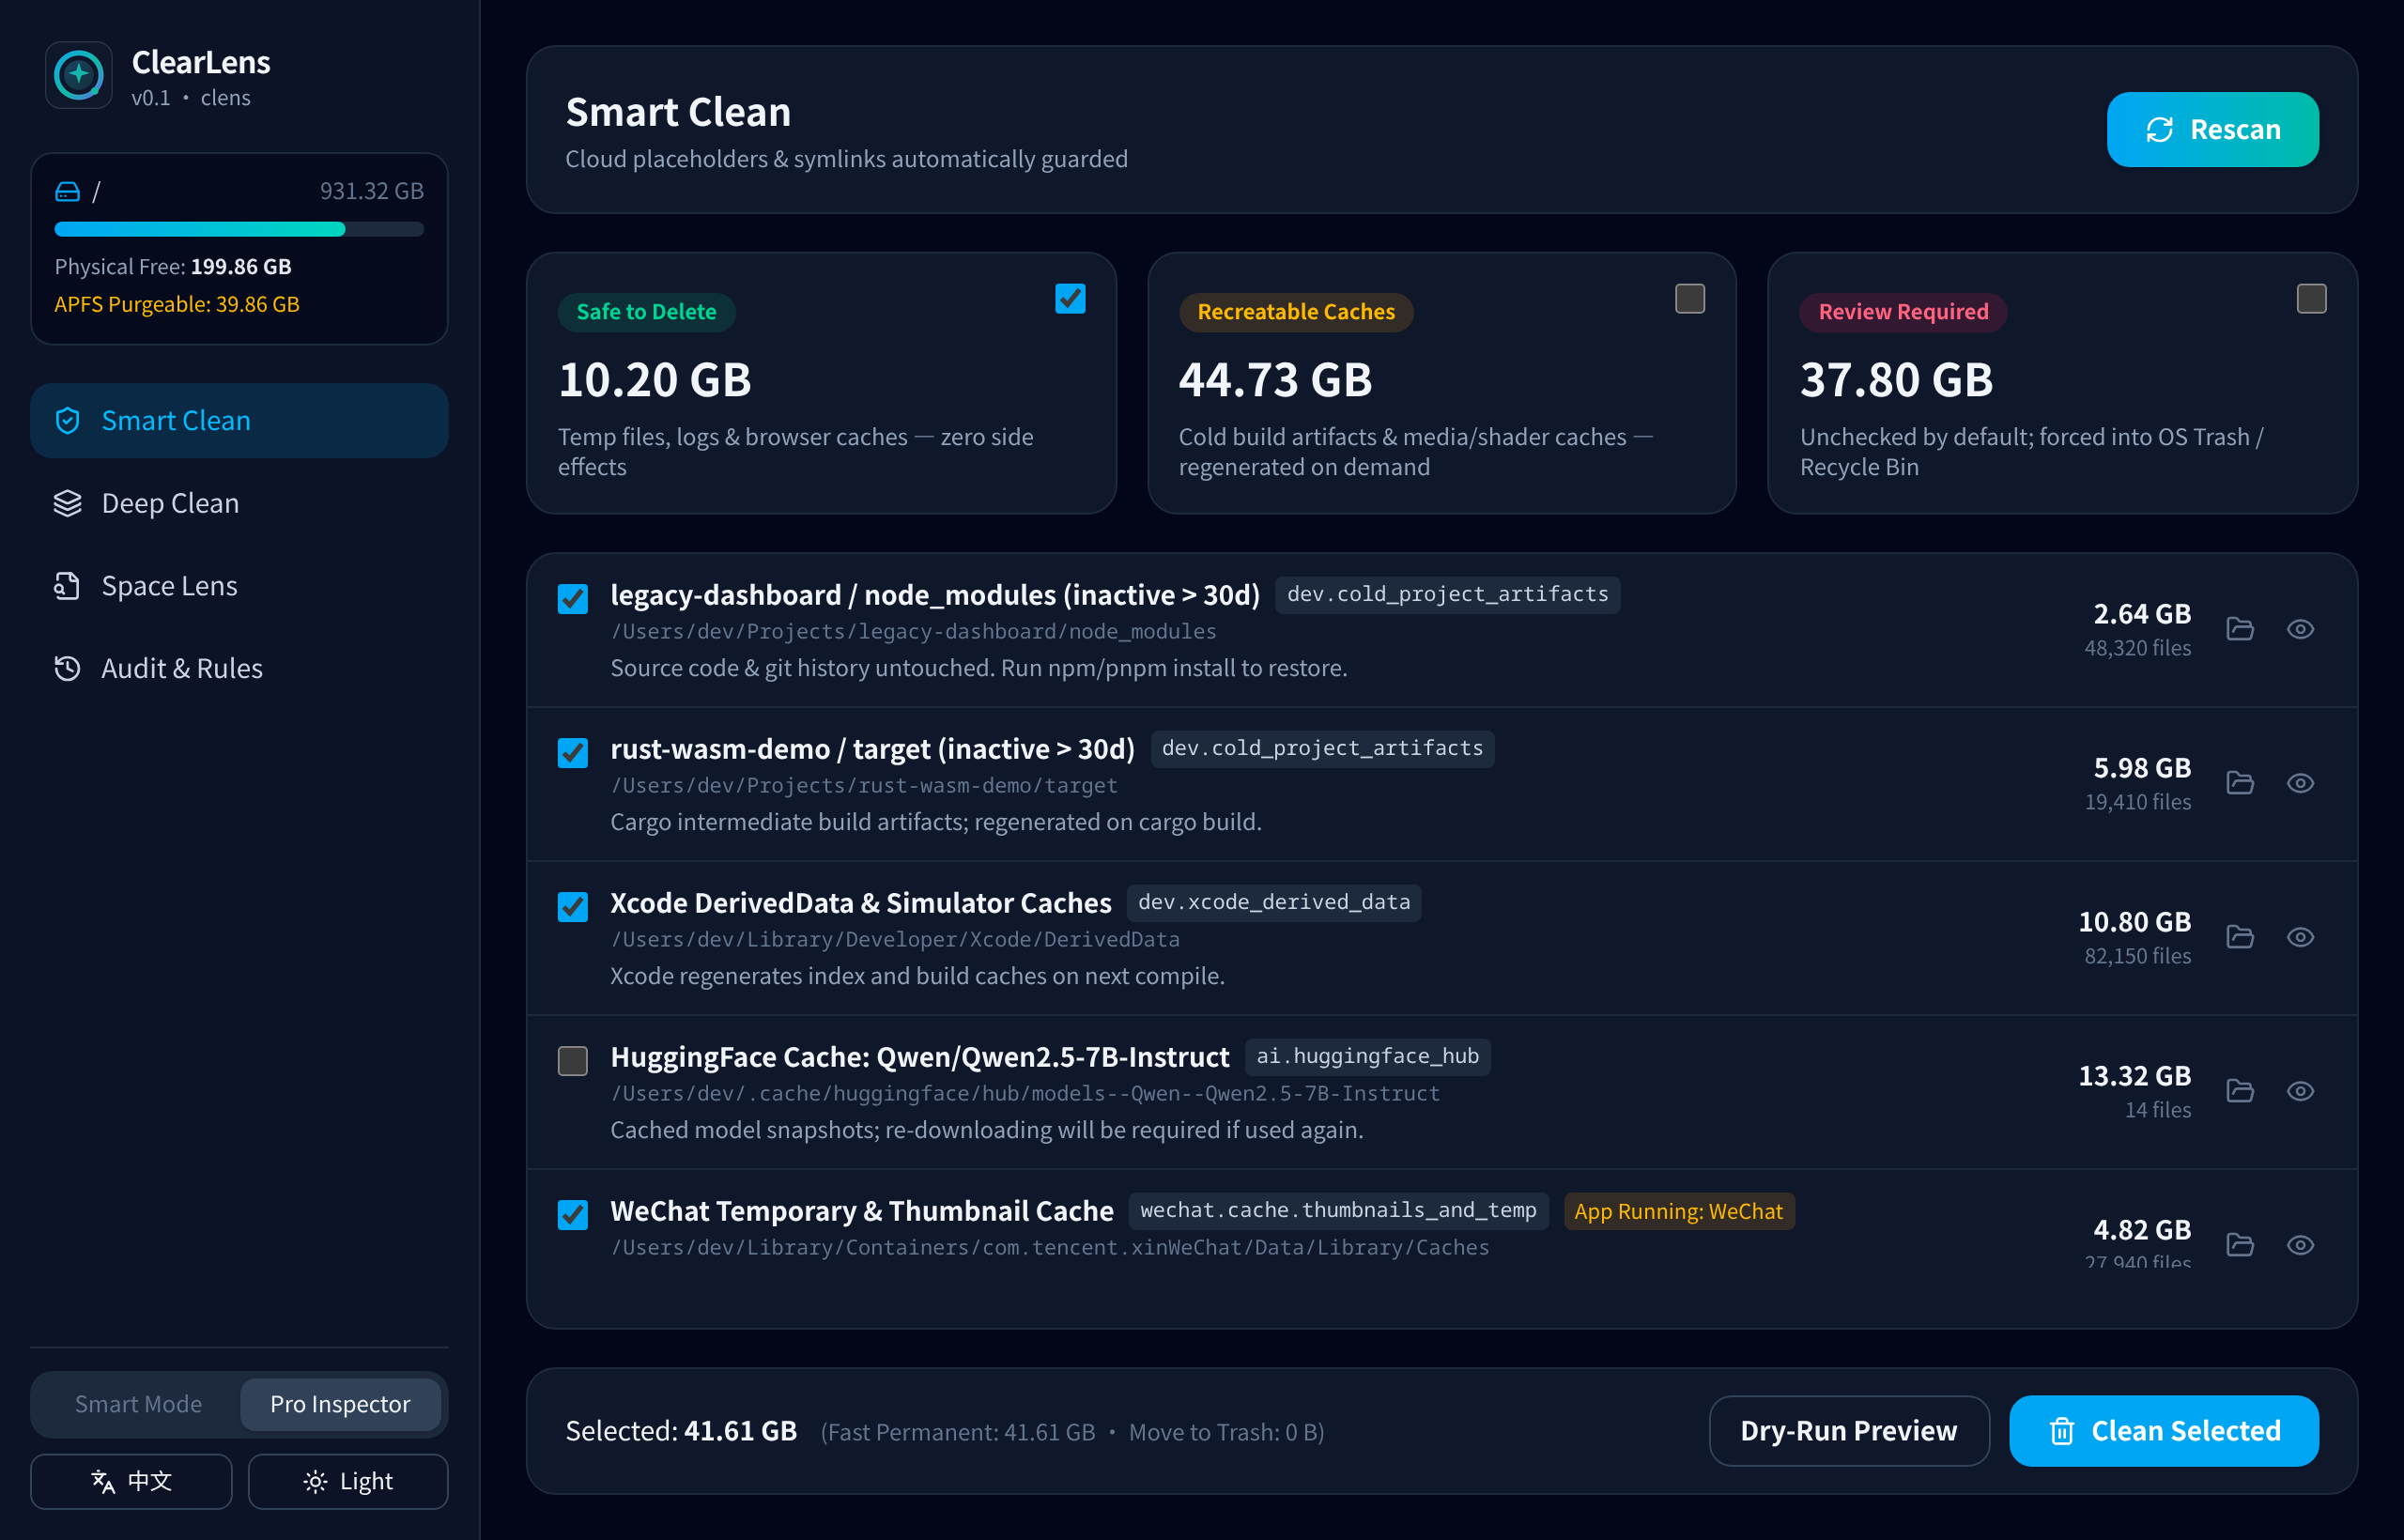 ClearLens
v0.1 • clens
/ 931.32 GB
Physical Free: 199.86 GB
APFS Purgeable: 39.86 GB
Smart Clean
Deep Clean
Space Lens
Audit & Rules
Smart Mode Pro Inspector
中文 Light
Smart Clean
Cloud placeholders & symlinks automatically guarded
Rescan
Safe to Delete
10.20 GB
Temp files, logs & browser caches — zero side
effects
Recreatable Caches
44.73 GB
Cold build artifacts & media/shader caches —
regenerated on demand
Review Required
37.80 GB
Unchecked by default; forced into OS Trash /
Recycle Bin
legacy-dashboard / node_modules (inactive > 30d) dev.cold_project_artifacts
/Users/dev/Projects/legacy-dashboard/node_modules
Source code & git history untouched. Run npm/pnpm install to restore.
2.64 GB
48,320 files
rust-wasm-demo / target (inactive > 30d) dev.cold_project_artifacts
/Users/dev/Projects/rust-wasm-demo/target
Cargo intermediate build artifacts; regenerated on cargo build.
5.98 GB
19,410 files
Xcode DerivedData & Simulator Caches dev.xcode_derived_data
/Users/dev/Library/Developer/Xcode/DerivedData
Xcode regenerates index and build caches on next compile.
10.80 GB
82,150 files
HuggingFace Cache: Qwen/Qwen2.5-7B-Instruct ai.huggingface_hub
/Users/dev/.cache/huggingface/hub/models--Qwen--Qwen2.5-7B-Instruct
Cached model snapshots; re-downloading will be required if used again.
13.32 GB
14 files
WeChat Temporary & Thumbnail Cache wechat.cache.thumbnails_and_temp App Running: WeChat
/Users/dev/Library/Containers/com.tencent.xinWeChat/Data/Library/Caches
4.82 GB
27,940 files
Selected: 41.61 GB (Fast Permanent: 41.61 GB • Move to Trash: 0 B)
Dry-Run Preview
Clean Selected